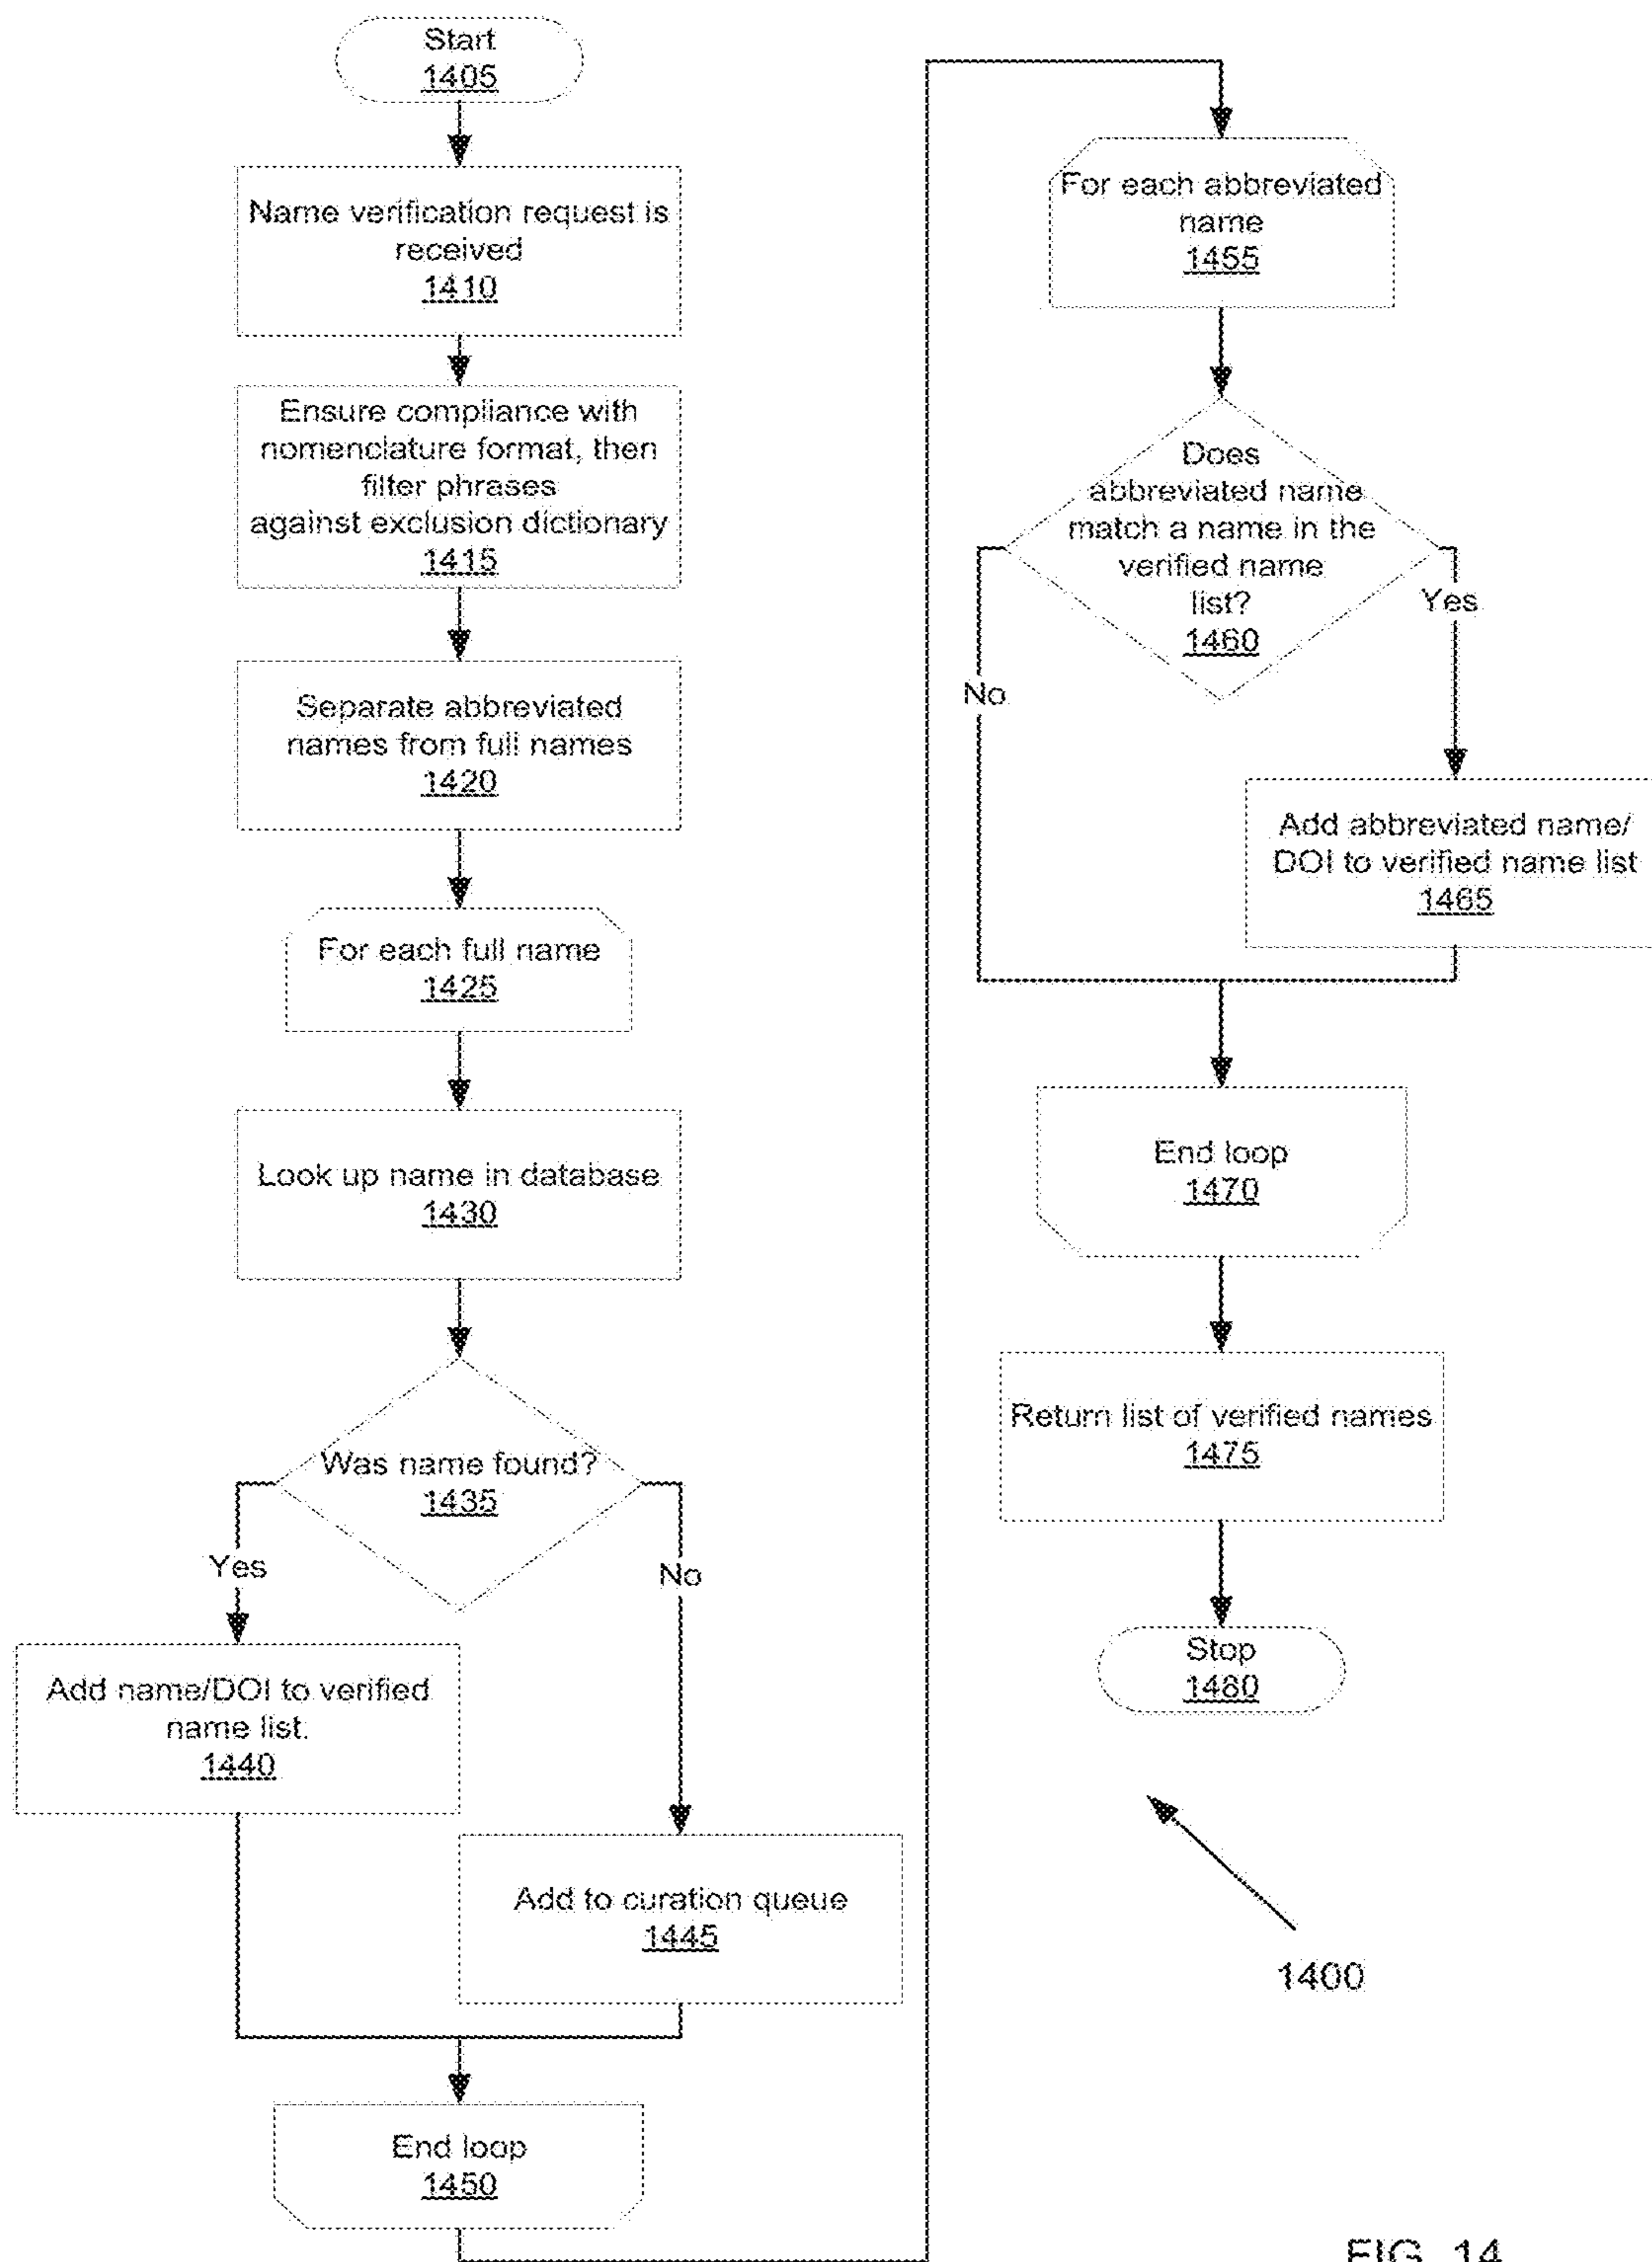 Start
1405
Name verification request is
received
1410
Ensure compliance with
nomenclature format, then
filter phrases
against exclusion dictionary
1415
Separate abbreviated
names from full names
1420
For each full name
1425
Look up name in database
1430
Was name found?
1435
Yes
No
Add name/DOI to verified
name list.
1440
Add to curation queue
1445
End loop
1450
For each abbreviated
name
1455
Does
abbreviated name
match a name in the
verified name
list?
1460
Yes
No
Add abbreviated name/
DOI to verified name list
1465
End loop
1470
Return list of verified names
1475
Stop
1480
1400
FIG. 14